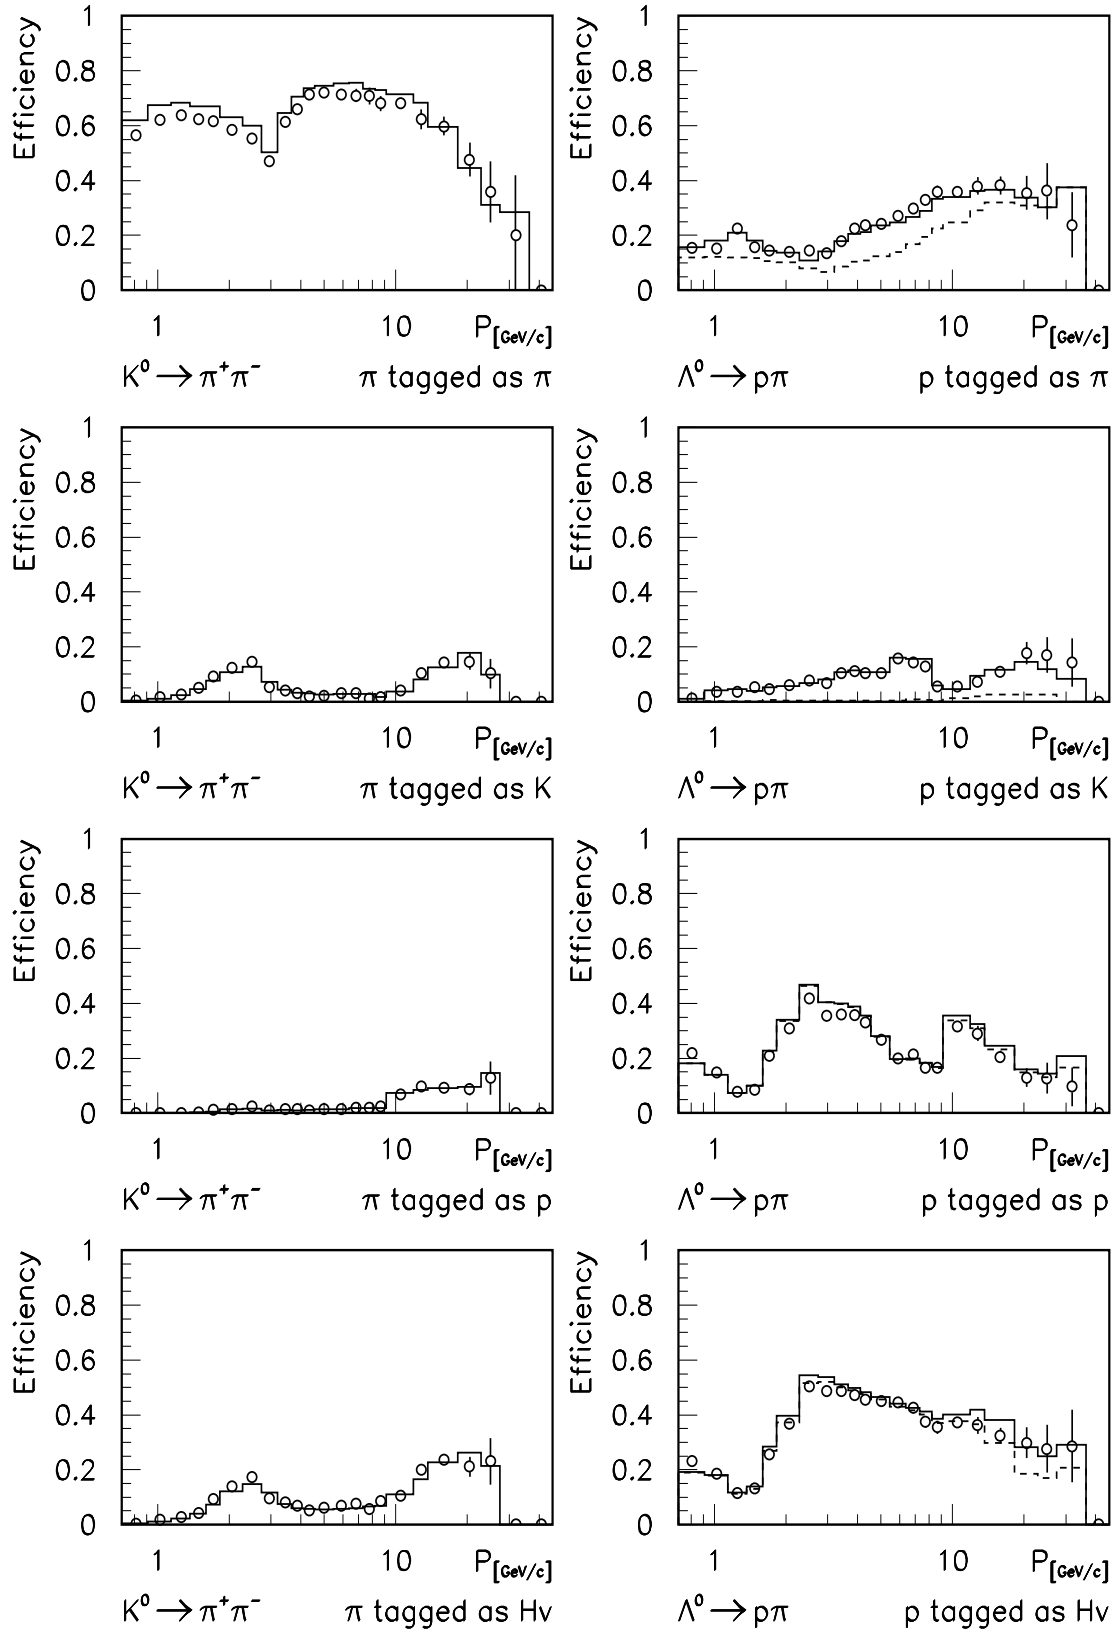 1
0.8
0.6
0.4
0.2
0
Efficiency
1 10 P[GeV/c]
K⁰ → π⁺π⁻ π tagged as π
1
0.8
0.6
0.4
0.2
0
Efficiency
1 10 P[GeV/c]
Λ⁰ → pπ p tagged as π
1
0.8
0.6
0.4
0.2
0
Efficiency
1 10 P[GeV/c]
K⁰ → π⁺π⁻ π tagged as K
1
0.8
0.6
0.4
0.2
0
Efficiency
1 10 P[GeV/c]
Λ⁰ → pπ p tagged as K
1
0.8
0.6
0.4
0.2
0
Efficiency
1 10 P[GeV/c]
K⁰ → π⁺π⁻ π tagged as p
1
0.8
0.6
0.4
0.2
0
Efficiency
1 10 P[GeV/c]
Λ⁰ → pπ p tagged as p
1
0.8
0.6
0.4
0.2
0
Efficiency
1 10 P[GeV/c]
K⁰ → π⁺π⁻ π tagged as Hv
1
0.8
0.6
0.4
0.2
0
Efficiency
1 10 P[GeV/c]
Λ⁰ → pπ p tagged as Hv